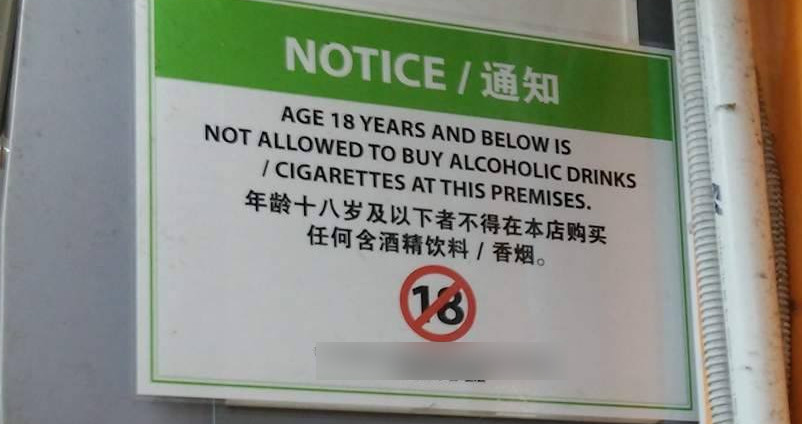 NOTICE / 通知
AGE 18 YEARS AND BELOW IS
NOT ALLOWED TO BUY ALCOHOLIC DRINKS
/ CIGARETTES AT THIS PREMISES.
年龄十八岁及以下者不得在本店购买
任何含酒精饮料 / 香烟。
18